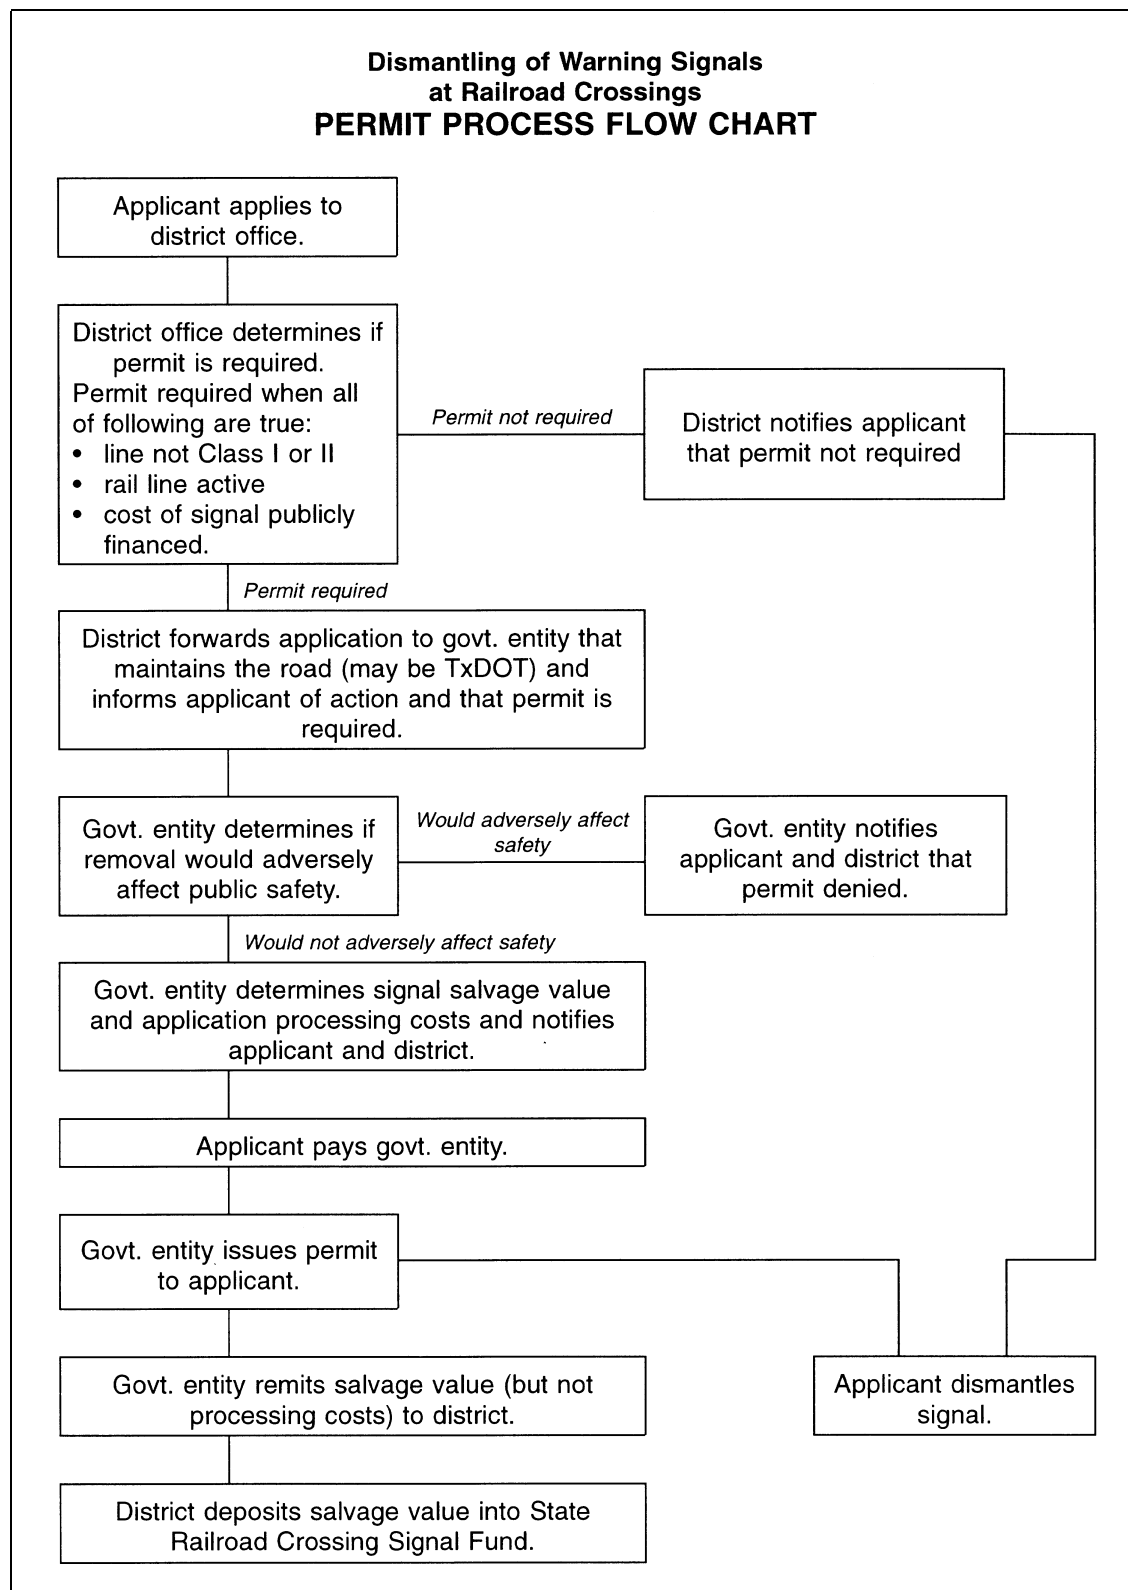 Dismantling of Warning Signals
at Railroad Crossings
PERMIT PROCESS FLOW CHART
Applicant applies to
district office.
District office determines if
permit is required.
Permit required when all
of following are true:
• line not Class I or II
• rail line active
• cost of signal publicly
financed.
Permit not required
District notifies applicant
that permit not required
Permit required
District forwards application to govt. entity that
maintains the road (may be TxDOT) and
informs applicant of action and that permit is
required.
Govt. entity determines if
removal would adversely
affect public safety.
Would adversely affect
safety
Govt. entity notifies
applicant and district that
permit denied.
Would not adversely affect safety
Govt. entity determines signal salvage value
and application processing costs and notifies
applicant and district.
Applicant pays govt. entity.
Govt. entity issues permit
to applicant.
Govt. entity remits salvage value (but not
processing costs) to district.
Applicant dismantles
signal.
District deposits salvage value into State
Railroad Crossing Signal Fund.